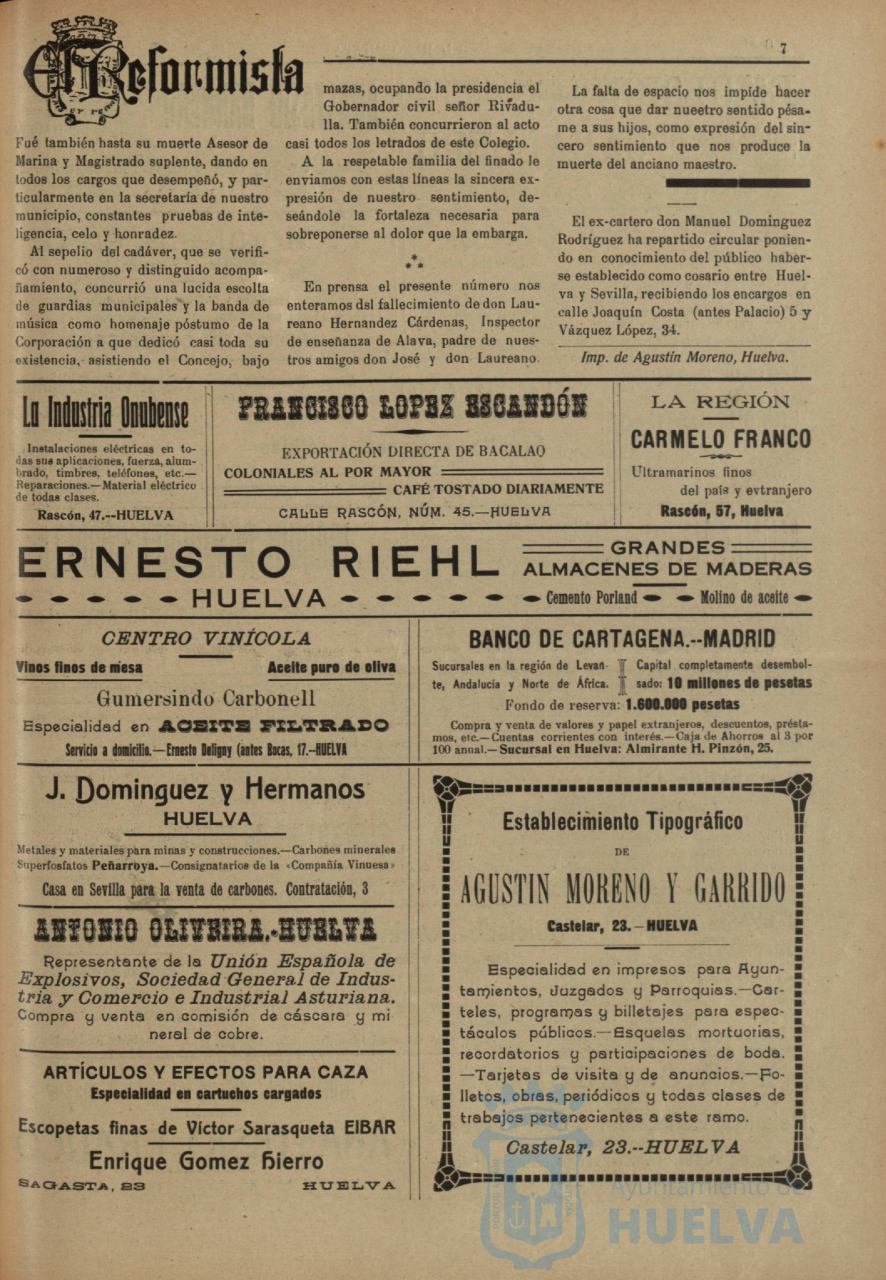 El Reformista
7
Fué también hasta su muerte Asesor de
Marina y Magistrado suplente, dando en
todos los cargos que desempeñó, y par-
ticularmente en la secretaría de nuestro
municipio, constantes pruebas de inte-
ligencia, celo y honradez.
Al sepelio del cadáver, que se verifi-
có con numeroso y distinguido acompa-
ñamiento, concurrió una lucida escolta
de guardias municipales y la banda de
música como homenaje póstumo de la
Corporación a que dedicó casi toda su
existencia, asistiendo el Concejo, bajo
mazas, ocupando la presidencia el
Gobernador civil señor Rivadu-
lla. También concurrieron al acto
casi todos los letrados de este Colegio.
A la respetable familia del finado le
enviamos con estas líneas la sincera ex-
presión de nuestro sentimiento, de-
seándole la fortaleza necesaria para
sobreponerse al dolor que la embarga.
* * *
En prensa el presente número nos
enteramos dsl fallecimiento de don Lau-
reano Hernandez Cárdenas, Inspector
de enseñanza de Alava, padre de nues-
tros amigos don José y don Laureano.
La falta de espacio nos impide hacer
otra cosa que dar nueetro sentido pésa-
me a sus hijos, como expresión del sin-
cero sentimiento que nos produce la
muerte del anciano maestro.
El ex-cartero don Manuel Dominguez
Rodríguez ha repartido circular ponien-
do en conocimiento del público haber-
se establecido como cosario entre Huel-
va y Sevilla, recibiendo los encargos en
calle Joaquín Costa (antes Palacio) 5 y
Vázquez López, 34.
Imp. de Agustín Moreno, Huelva.
La Industria Onubense
Instalaciones eléctricas en to-
das sus aplicaciones, fuerza, alum-
brado, timbres, teléfonos, etc.—
Reparaciones.—Material eléctrico
de todas clases.
Rascón, 47.--HUELVA
FRANCISCO LOPEZ ESCANDÓN
EXPORTACIÓN DIRECTA DE BACALAO
COLONIALES AL POR MAYOR
CAFÉ TOSTADO DIARIAMENTE
CALLE RASCÓN, NÚM. 45.—HUELVA
LA REGIÓN
CARMELO FRANCO
Ultramarinos finos
del país y evtranjero
Rascón, 57, Huelva
ERNESTO RIEHL
HUELVA
GRANDES
ALMACENES DE MADERAS
Cemento Porland
Molino de aceite
CENTRO VINÍCOLA
Vinos finos de mesa Aceite puro de oliva
Gumersindo Carbonell
Especialidad en ACEITE FILTRADO
Servicio a domicilio.—Ernesto Deligny (antes Bocas, 17.--HUELVA
BANCO DE CARTAGENA.--MADRID
Sucursales en la región de Levan-
te, Andalucía y Norte de África.
Capital completamente desembol-
sado: 10 millones de pesetas
Fondo de reserva: 1.600.000 pesetas
Compra y venta de valores y papel extranjeros, descuentos, présta-
mos, etc.—Cuentas corrientes con interés.—Caja de Ahorros al 3 por
100 annal.—Sucursal en Huelva: Almirante H. Pinzón, 25.
J. Dominguez y Hermanos
HUELVA
Metales y materiales para minas y construcciones.—Carbones minerales
Superfosfatos Peñarroya.—Consignatarios de la «Compañía Vinuesa»
Casa en Sevilla para la venta de carbones. Contratación, 3
ANTONIO OLIVEIRA.-HUELVA
Representante de la Unión Española de
Explosivos, Sociedad General de Indus-
tria y Comercio e Industrial Asturiana.
Compra y venta en comisión de cáscara y mi
neral de cobre.
ARTÍCULOS Y EFECTOS PARA CAZA
Especialidad en cartuchos cargados
Escopetas finas de Víctor Sarasqueta EIBAR
Enrique Gomez Hierro
SAGASTA, 23 HUELVA
Establecimiento Tipográfico
DE
AGUSTIN MORENO Y GARRIDO
Castelar, 23.—HUELVA
Especialidad en impresos para Ayun-
tamientos, Juzgados y Parroquias.—Car-
teles, programas y billetajes para espec-
táculos públicos.—Esquelas mortuorias,
recordatorios y participaciones de boda.
—Tarjetas de visita y de anuncios.—Fo-
lletos, obras, periódicos y todas clases de
trabajos pertenecientes a este ramo.
Castelar, 23.--HUELVA
Ayuntamiento de
HUELVA